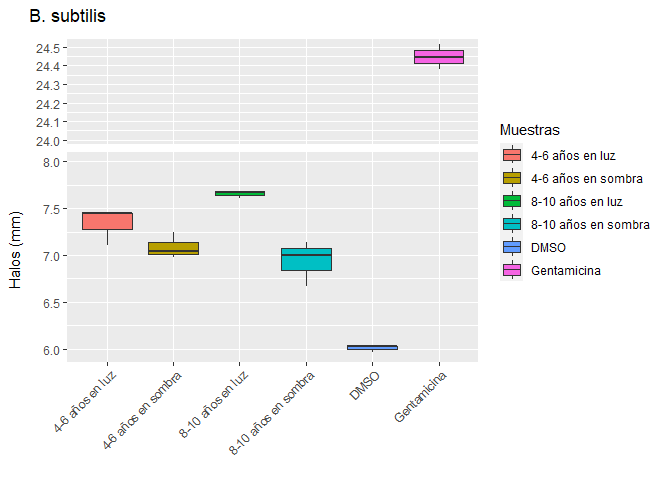 B. subtilis
24.5
24.4
24.3
24.2
24.1
24.0
8.0
7.5
7.0
6.5
6.0
Halos (mm)
4-6 años en luz
4-6 años en sombra
8-10 años en luz
8-10 años en sombra
DMSO
Gentamicina
Muestras
4-6 años en luz
4-6 años en sombra
8-10 años en luz
8-10 años en sombra
DMSO
Gentamicina